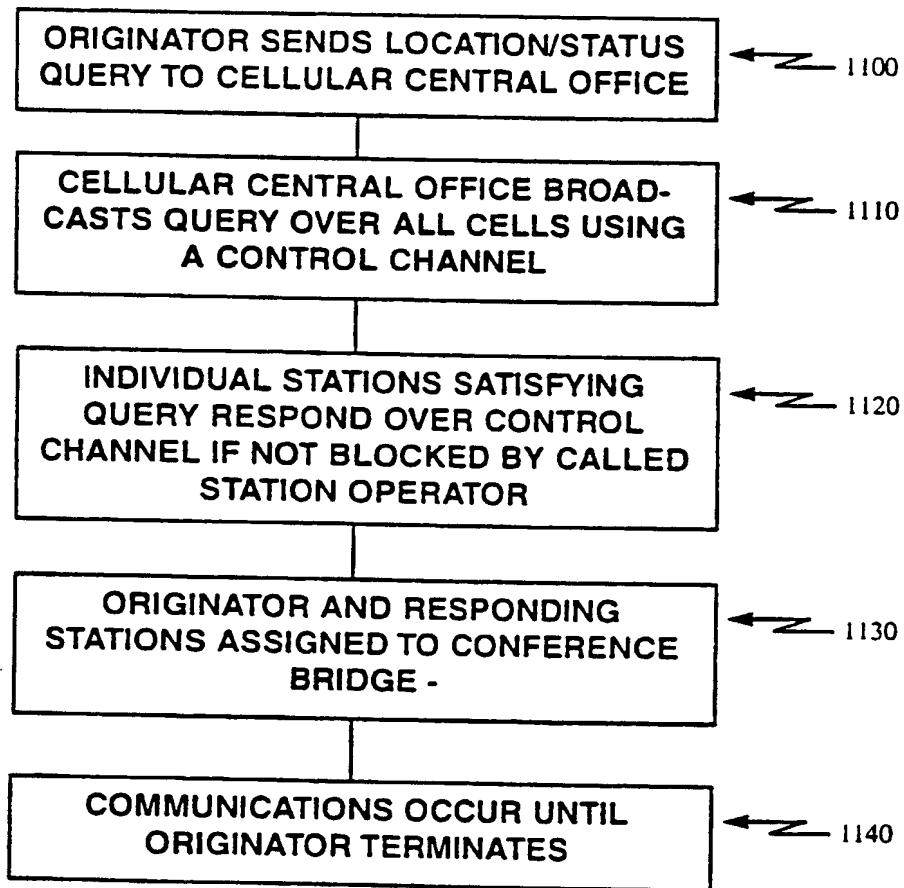 ORIGINATOR SENDS LOCATION/STATUS
QUERY TO CELLULAR CENTRAL OFFICE
1100
CELLULAR CENTRAL OFFICE BROAD-
CASTS QUERY OVER ALL CELLS USING
A CONTROL CHANNEL
1110
INDIVIDUAL STATIONS SATISFYING
QUERY RESPOND OVER CONTROL
CHANNEL IF NOT BLOCKED BY CALLED
STATION OPERATOR
1120
ORIGINATOR AND RESPONDING
STATIONS ASSIGNED TO CONFERENCE
BRIDGE -
1130
COMMUNICATIONS OCCUR UNTIL
ORIGINATOR TERMINATES
1140